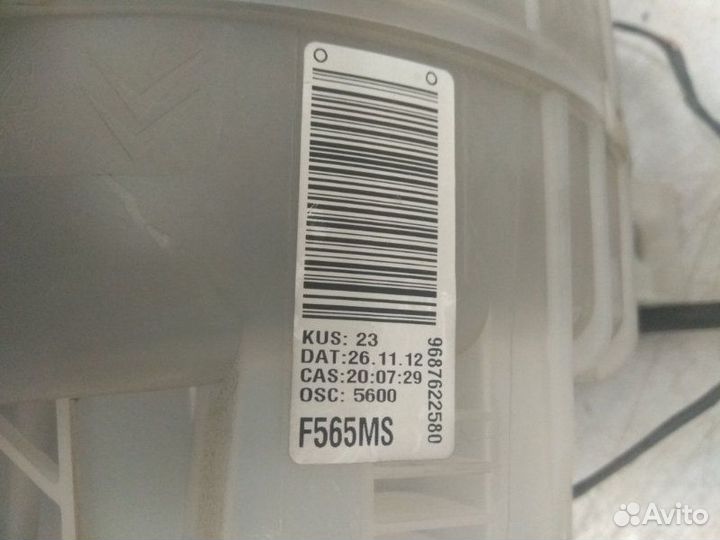 KUS: 23
DAT:26.11.12
CAS:20:07:29
OSC: 5600
F565MS
9687622580
Avito